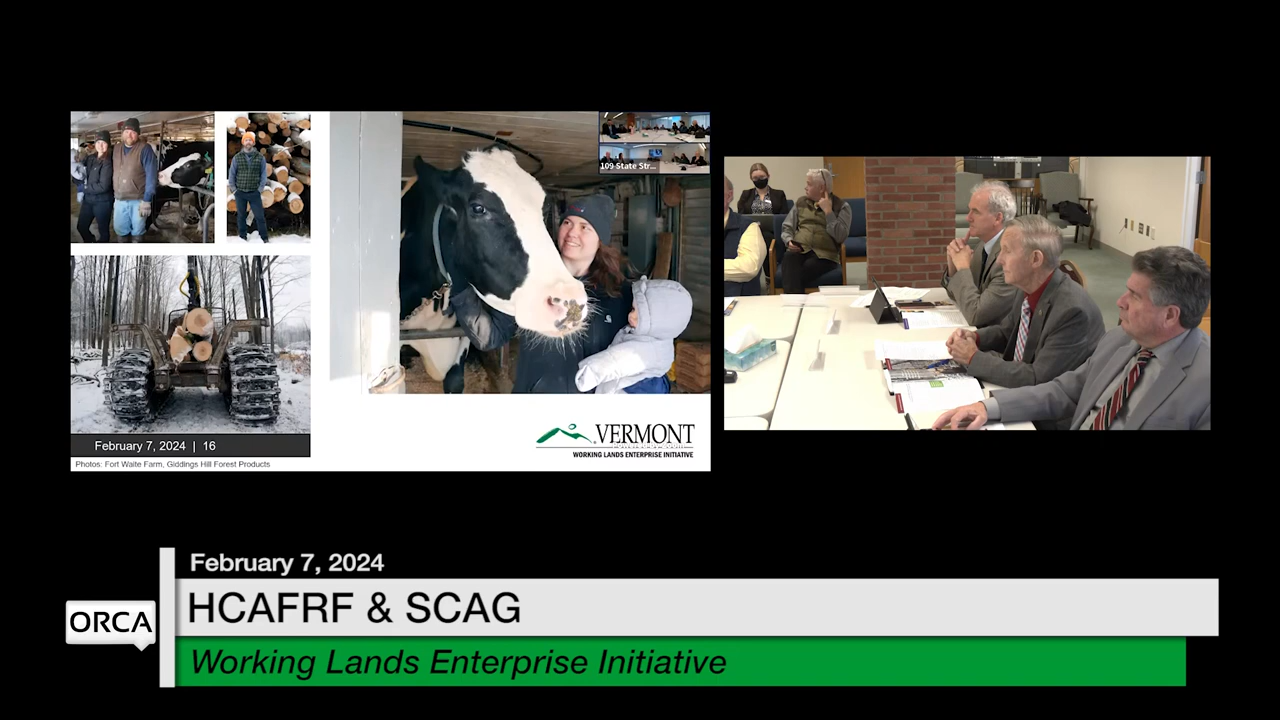 109 State Str...
February 7, 2024 | 16
VERMONT
WORKING LANDS ENTERPRISE INITIATIVE
Photos: Fort Waite Farm, Giddings Hill Forest Products
February 7, 2024
HCAFRF & SCAG
ORCA
Working Lands Enterprise Initiative